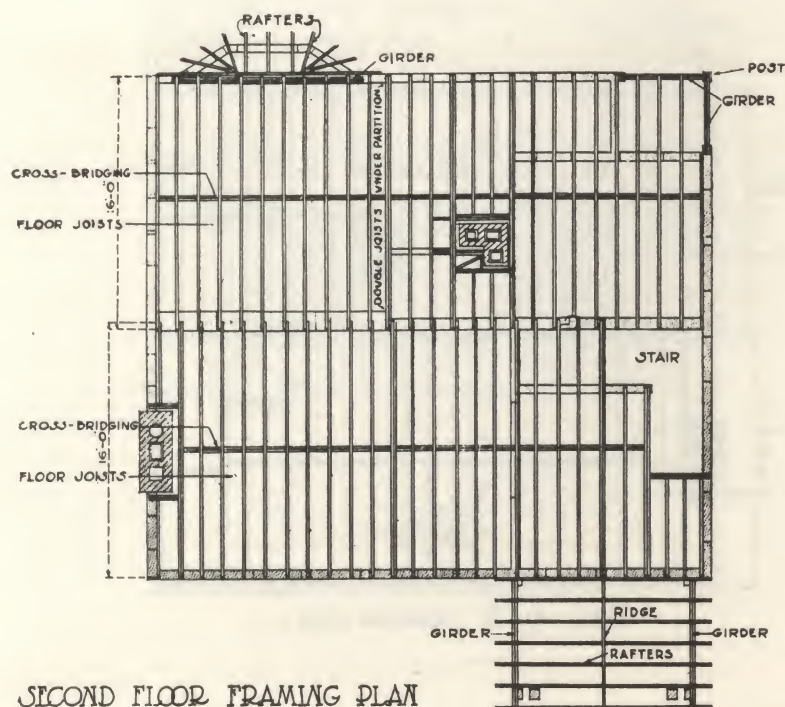 RAFTERS
GIRDER
POST
GIRDER
CROSS-BRIDGING
16'-0"
FLOOR JOISTS
DOUBLE JOISTS UNDER PARTITION
STAIR
CROSS-BRIDGING
16'-0"
FLOOR JOISTS
GIRDER
RIDGE
GIRDER
RAFTERS
SECOND FLOOR FRAMING PLAN